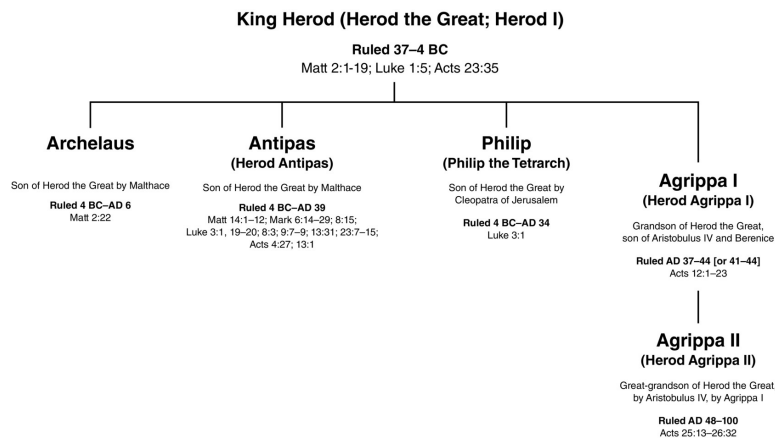 King Herod (Herod the Great; Herod I)
Ruled 37–4 BC
Matt 2:1-19; Luke 1:5; Acts 23:35
Archelaus
Son of Herod the Great by Malthace
Ruled 4 BC–AD 6
Matt 2:22
Antipas
(Herod Antipas)
Son of Herod the Great by Malthace
Ruled 4 BC–AD 39
Matt 14:1–12; Mark 6:14–29; 8:15;
Luke 3:1, 19–20; 8:3; 9:7–9; 13:31; 23:7–15;
Acts 4:27; 13:1
Philip
(Philip the Tetrarch)
Son of Herod the Great by
Cleopatra of Jerusalem
Ruled 4 BC–AD 34
Luke 3:1
Agrippa I
(Herod Agrippa I)
Grandson of Herod the Great,
son of Aristobulus IV and Berenice
Ruled AD 37–44 [or 41–44]
Acts 12:1–23
Agrippa II
(Herod Agrippa II)
Great-grandson of Herod the Great
by Aristobulus IV, by Agrippa I
Ruled AD 48–100
Acts 25:13–26:32